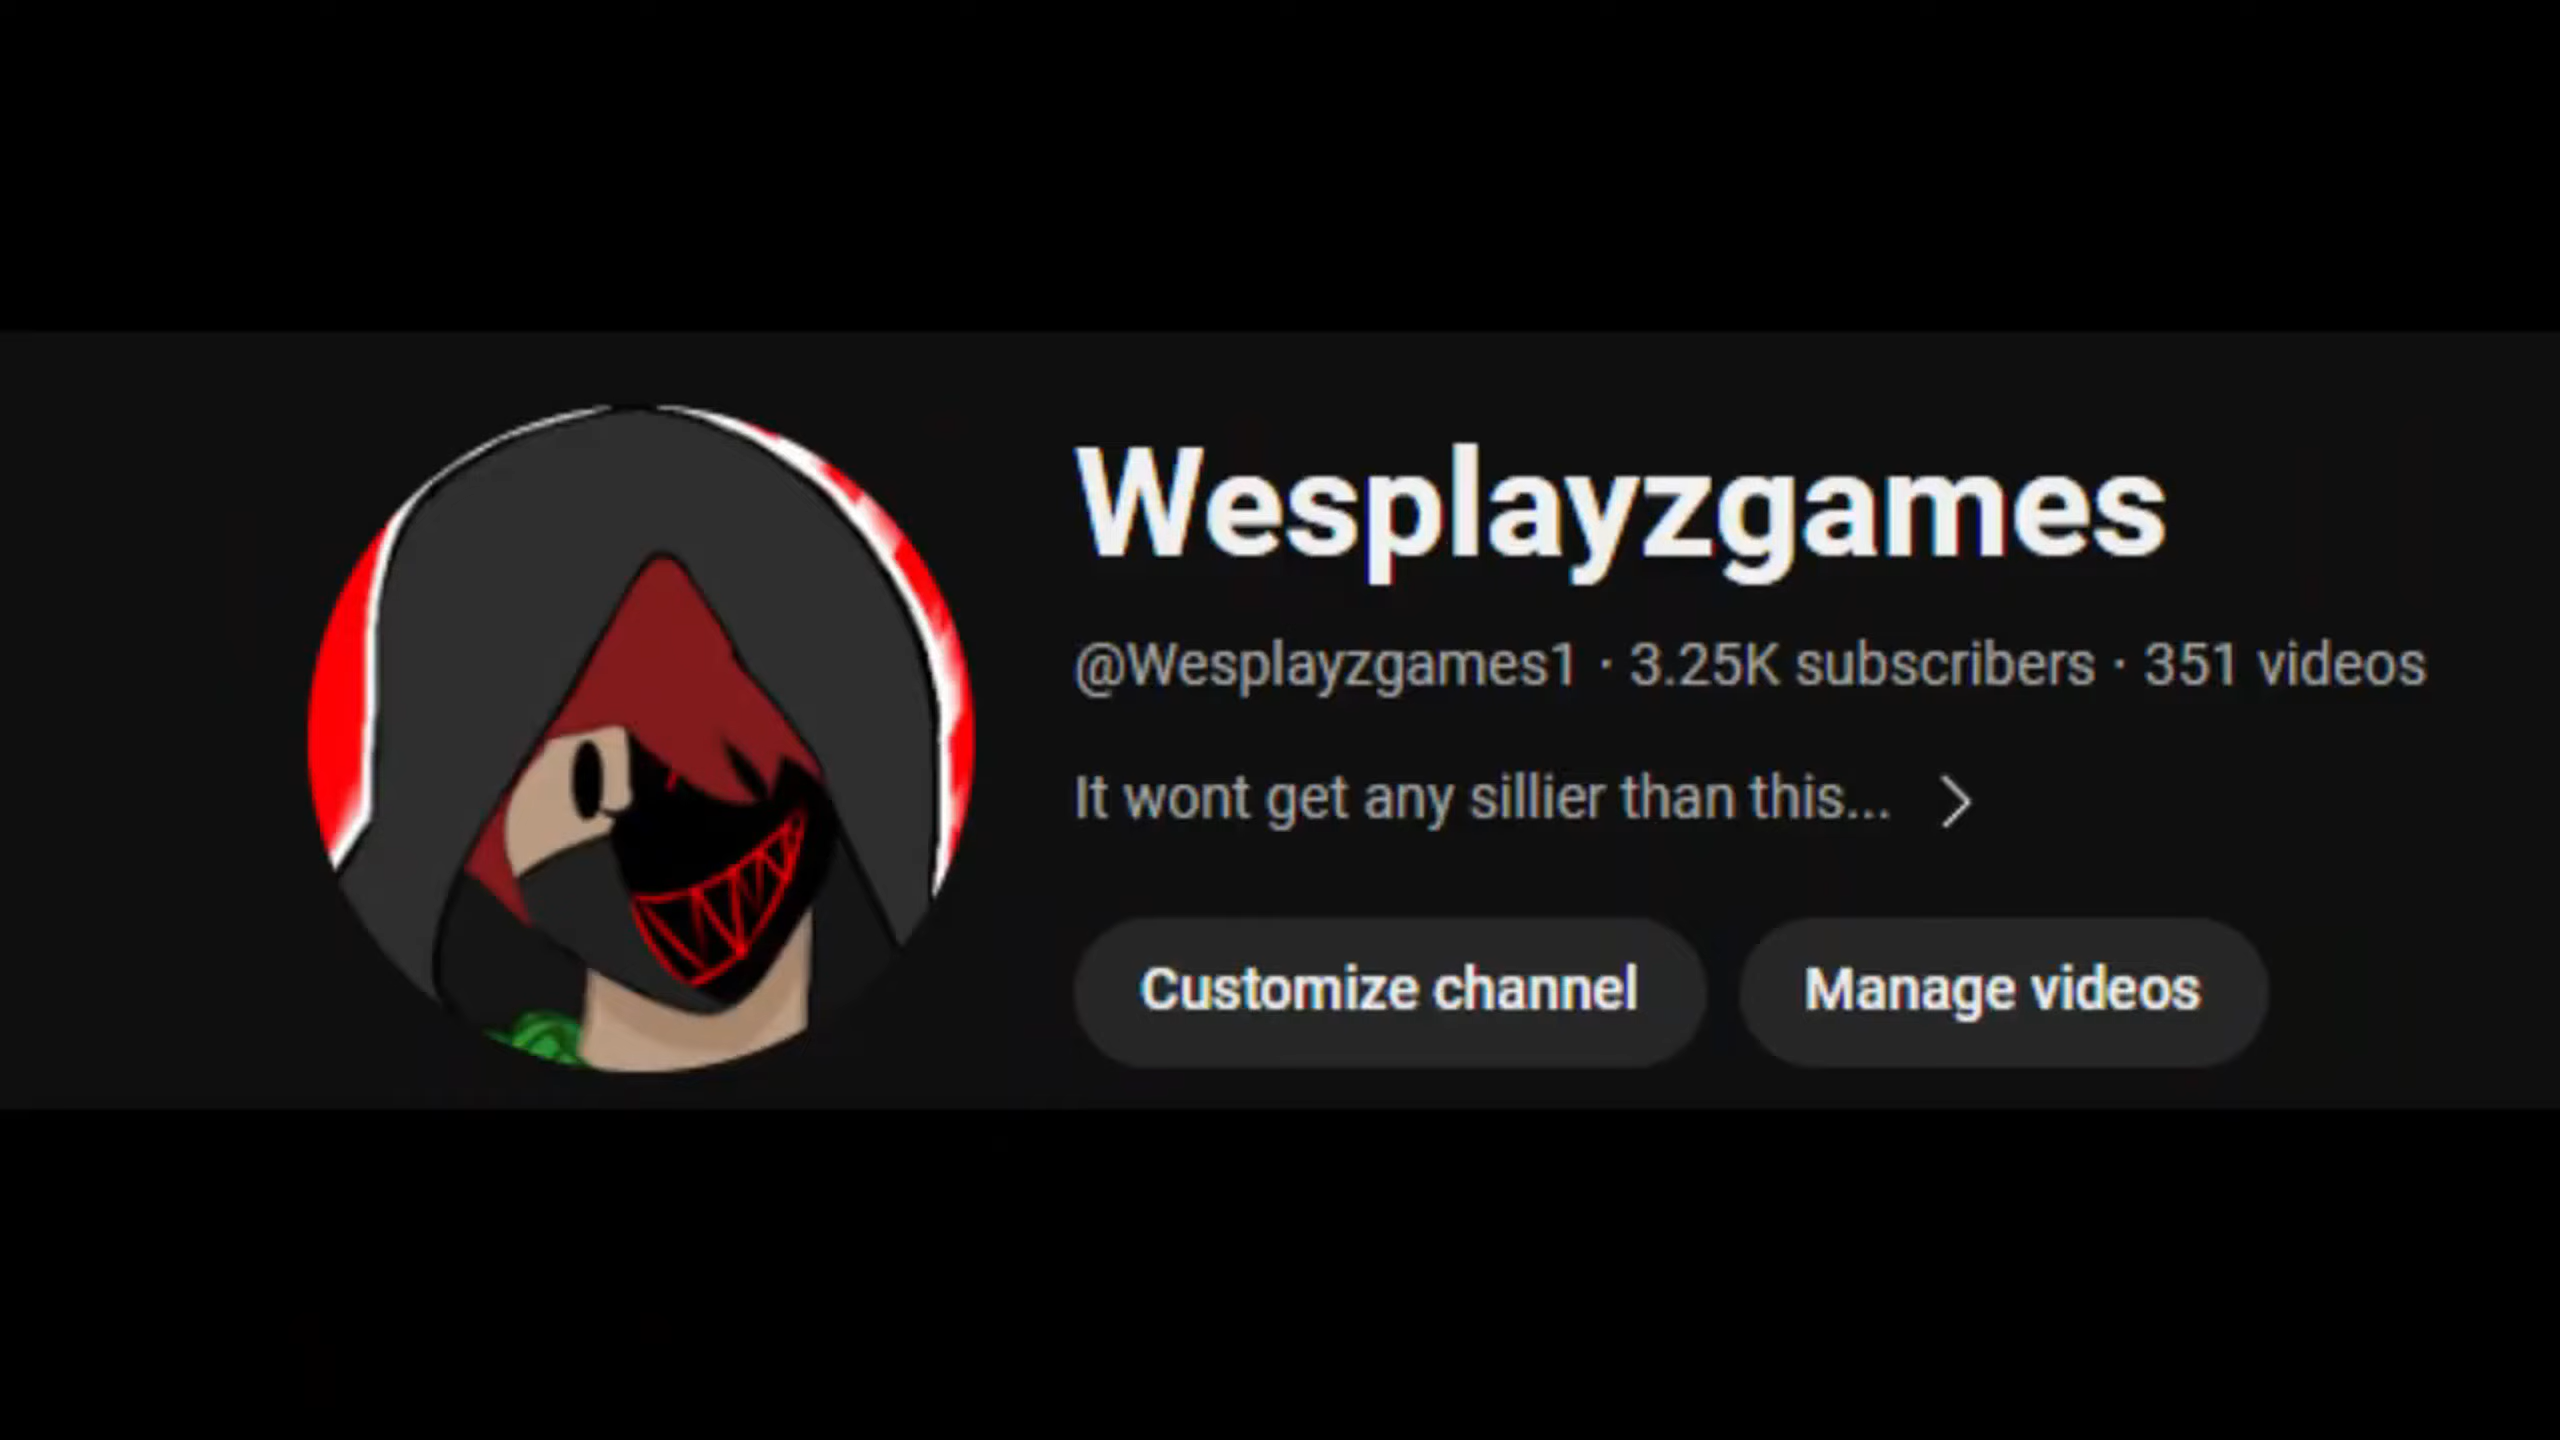 Wesplayzgames
@Wesplayzgames1 · 3.25K subscribers · 351 videos
It wont get any sillier than this...
Customize channel
Manage videos